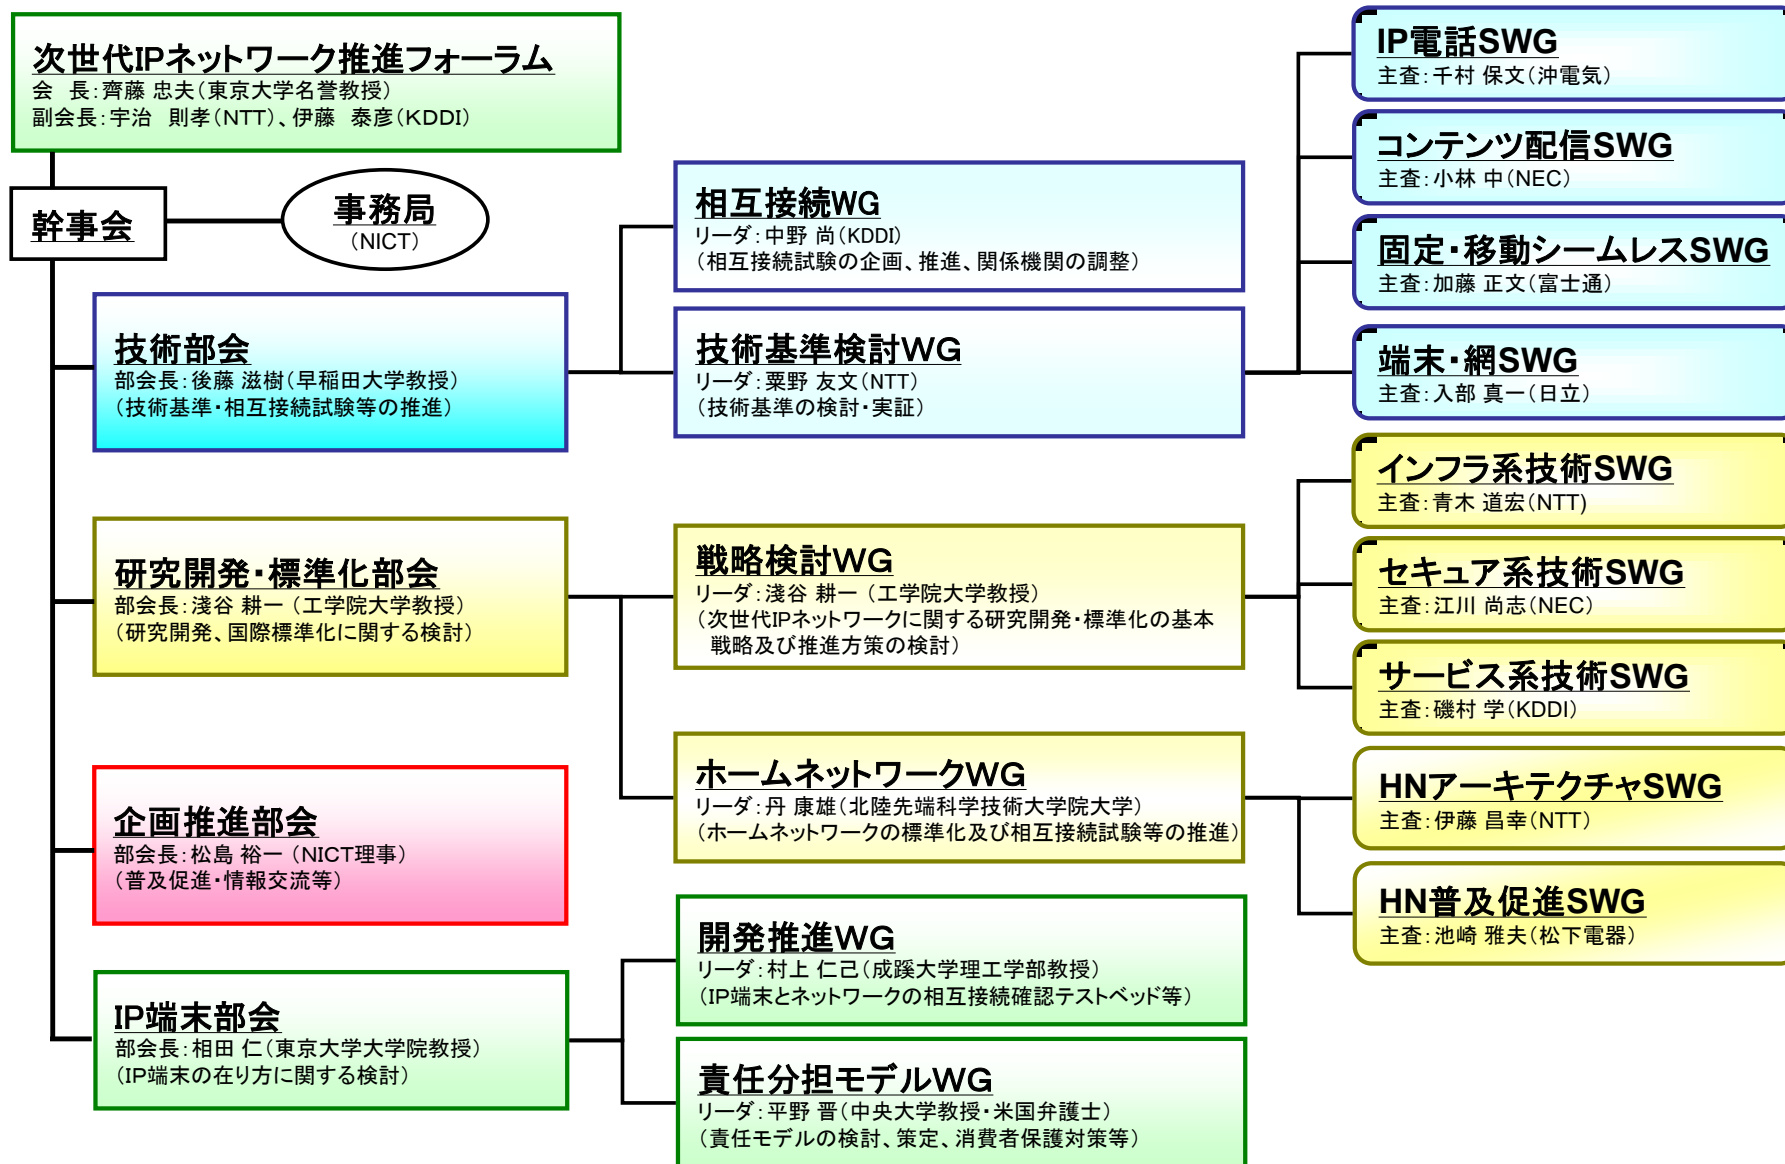 次世代IPネットワーク推進フォーラム
会　長：齊藤 忠夫（東京大学名誉教授）
副会長：宇治　則孝（NTT）、伊藤　泰彦（KDDI）
幹事会
事務局
（NICT）
技術部会
部会長：後藤 滋樹（早稲田大学教授）
（技術基準・相互接続試験等の推進）
相互接続WG
リーダ：中野 尚（KDDI）
（相互接続試験の企画、推進、関係機関の調整）
技術基準検討WG
リーダ：粟野 友文（NTT）
（技術基準の検討・実証）
IP電話SWG
主査：千村 保文（沖電気）
コンテンツ配信SWG
主査：小林 中（NEC）
固定・移動シームレスSWG
主査：加藤 正文（富士通）
端末・網SWG
主査：入部 真一（日立）
研究開発・標準化部会
部会長：淺谷 耕一（工学院大学教授）
（研究開発、国際標準化に関する検討）
戦略検討WG
リーダ：淺谷 耕一（工学院大学教授）
（次世代IPネットワークに関する研究開発・標準化の基本
戦略及び推進方策の検討）
ホームネットワークWG
リーダ：丹 康雄（北陸先端科学技術大学院大学）
（ホームネットワークの標準化及び相互接続試験等の推進）
インフラ系技術SWG
主査：青木 道宏（NTT）
セキュア系技術SWG
主査：江川 尚志（NEC）
サービス系技術SWG
主査：磯村 学（KDDI）
HNアーキテクチャSWG
主査：伊藤 昌幸（NTT）
HN普及促進SWG
主査：池崎 雅夫（松下電器）
企画推進部会
部会長：松島 裕一（NICT理事）
（普及促進・情報交流等）
IP端末部会
部会長：相田 仁（東京大学大学院教授）
（IP端末の在り方に関する検討）
開発推進WG
リーダ：村上 仁己（成蹊大学理工学部教授）
（IP端末とネットワークの相互接続確認テストベッド等）
責任分担モデルWG
リーダ：平野 晋（中央大学教授・米国弁護士）
（責任モデルの検討、策定、消費者保護対策等）